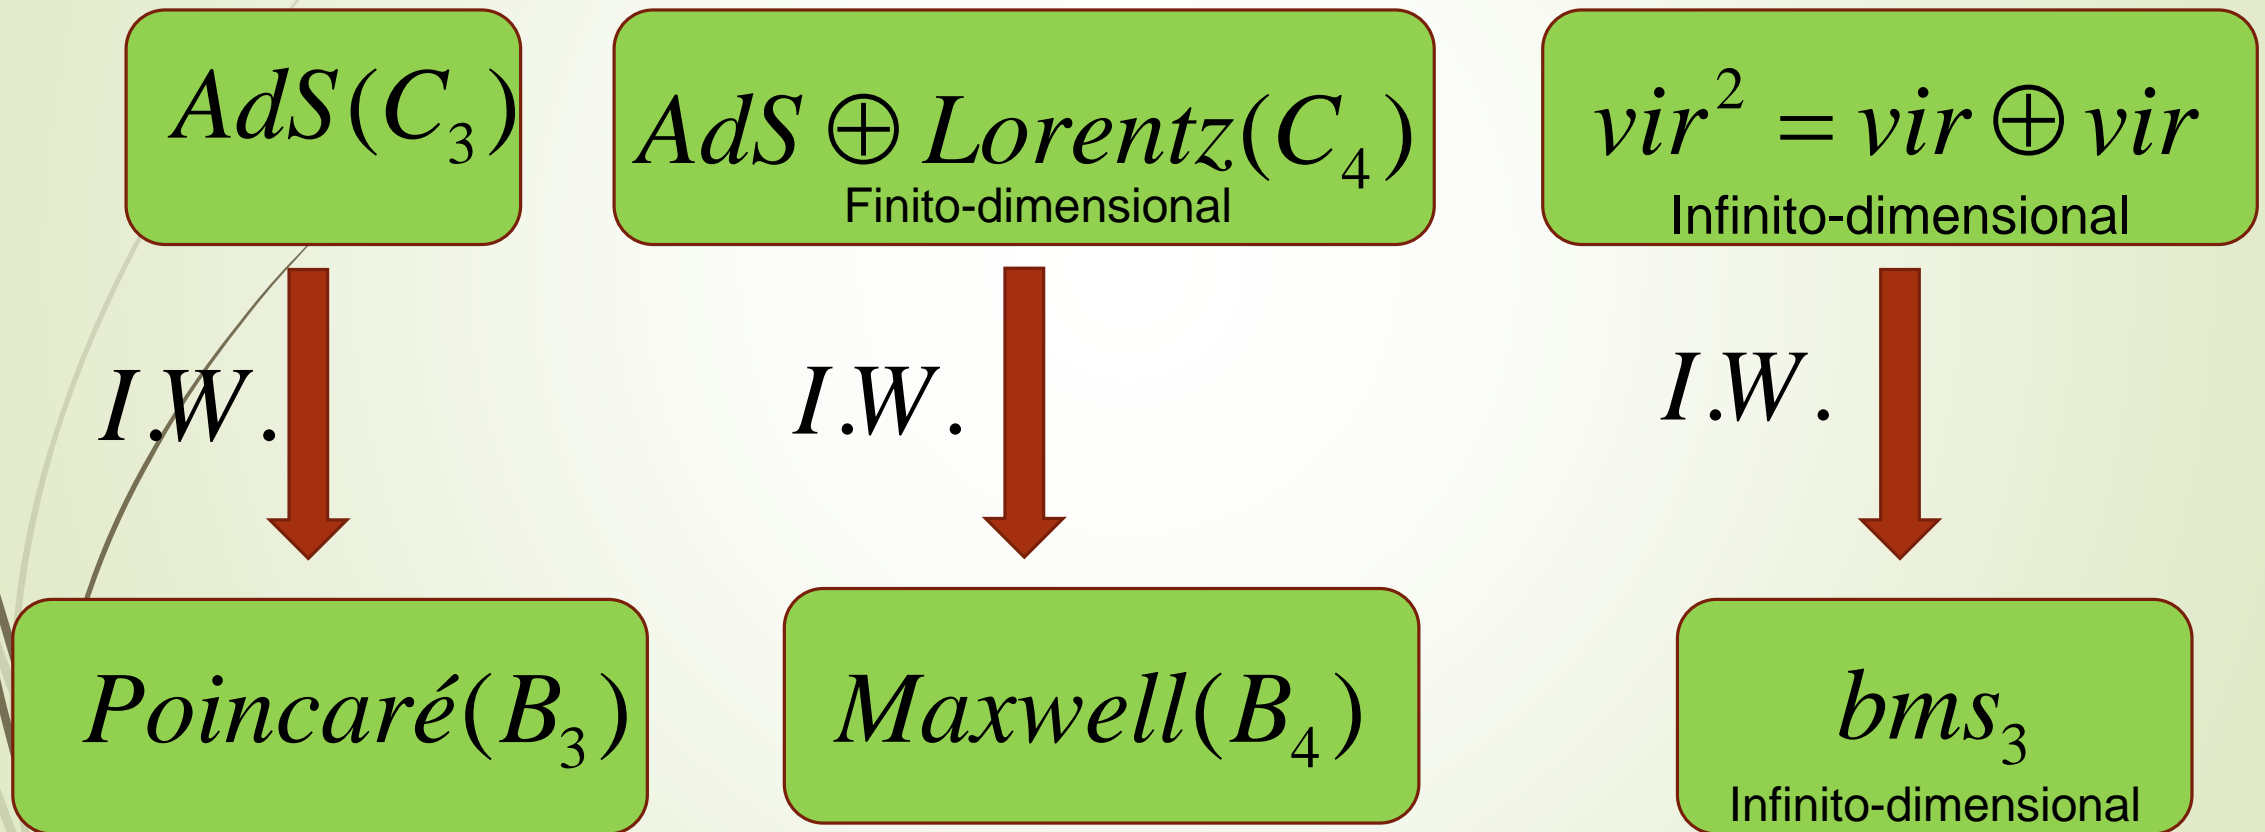 AdS(C₃)
AdS ⊕ Lorentz(C₄)
Finito-dimensional
vir² = vir ⊕ vir
Infinito-dimensional
I.W.
I.W.
I.W.
Poincaré(B₃)
Maxwell(B₄)
bms₃
Infinito-dimensional